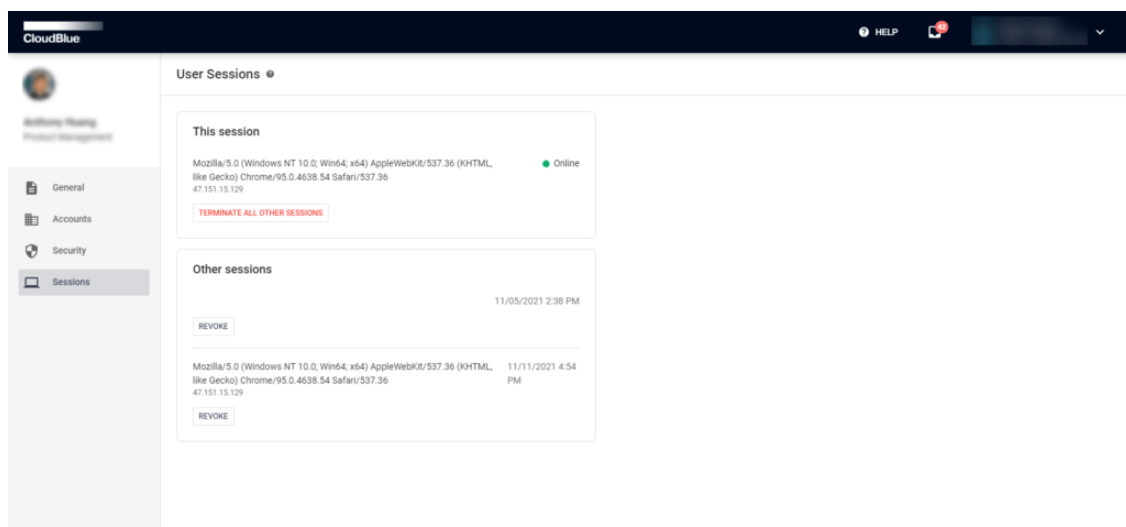 CloudBlue
HELP
42
User Sessions
This session
Mozilla/5.0 (Windows NT 10.0; Win64; x64) AppleWebKit/537.36 (KHTML,
like Gecko) Chrome/95.0.4638.54 Safari/537.36
Online
47.151.15.129
TERMINATE ALL OTHER SESSIONS
General
Accounts
Security
Sessions
Other sessions
11/05/2021 2:38 PM
REVOKE
Mozilla/5.0 (Windows NT 10.0; Win64; x64) AppleWebKit/537.36 (KHTML,
like Gecko) Chrome/95.0.4638.54 Safari/537.36
11/11/2021 4:54
PM
47.151.15.129
REVOKE